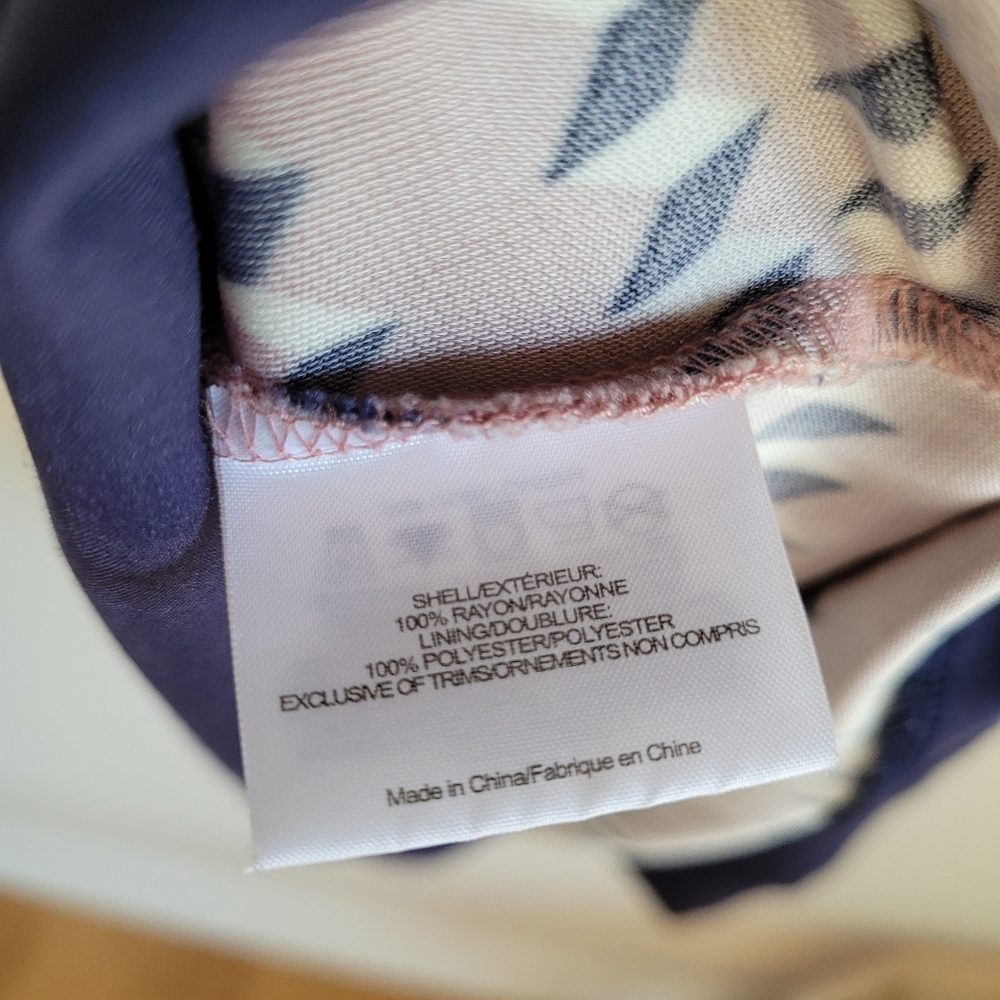 SHELL/EXTÉRIEUR:
100% RAYON/RAYONNE
LINING/DOUBLURE:
100% POLYESTER/POLYESTER
EXCLUSIVE OF TRIMS/ORNEMENTS NON COMPRIS
Made in China/Fabrique en Chine